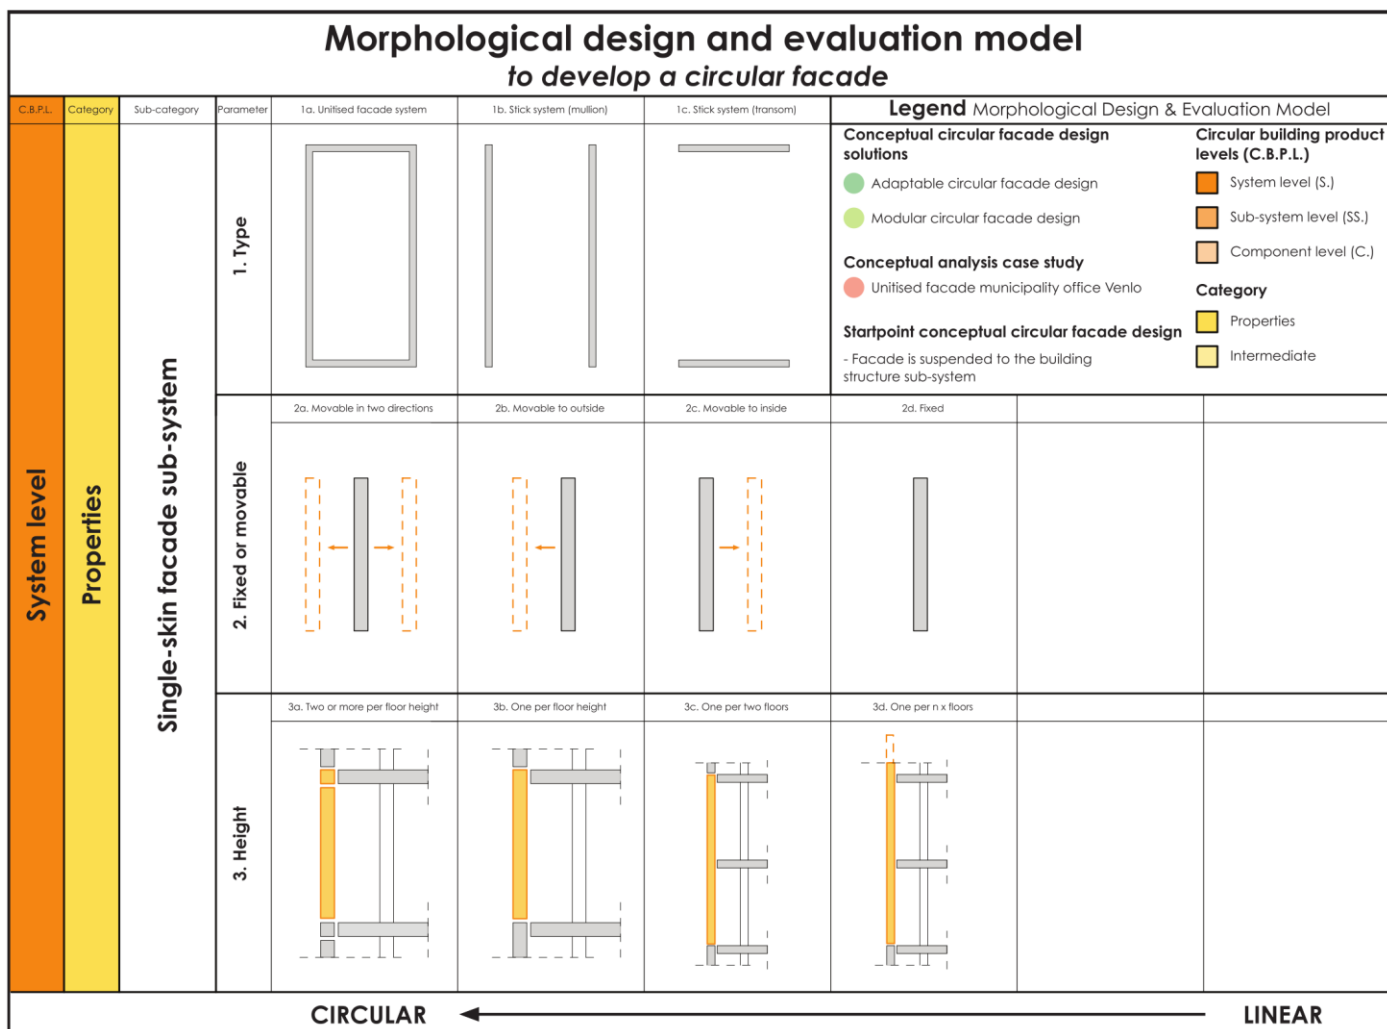 Morphological design and evaluation model
to develop a circular facade
C.B.P.L.
Category
Sub-category
Parameter
1a. Unitised facade system
1b. Stick system (mullion)
1c. Stick system (transom)
Legend Morphological Design & Evaluation Model
Conceptual circular facade design
solutions
Adaptable circular facade design
Modular circular facade design
Conceptual analysis case study
Unitised facade municipality office Venlo
Startpoint conceptual circular facade design
- Facade is suspended to the building
structure sub-system
Circular building product
levels (C.B.P.L.)
System level (S.)
Sub-system level (SS.)
Component level (C.)
Category
Properties
Intermediate
System level
Properties
Single-skin facade sub-system
1. Type
2a. Movable in two directions
2b. Movable to outside
2c. Movable to inside
2d. Fixed
2. Fixed or movable
3a. Two or more per floor height
3b. One per floor height
3c. One per two floors
3d. One per n x floors
3. Height
CIRCULAR
LINEAR